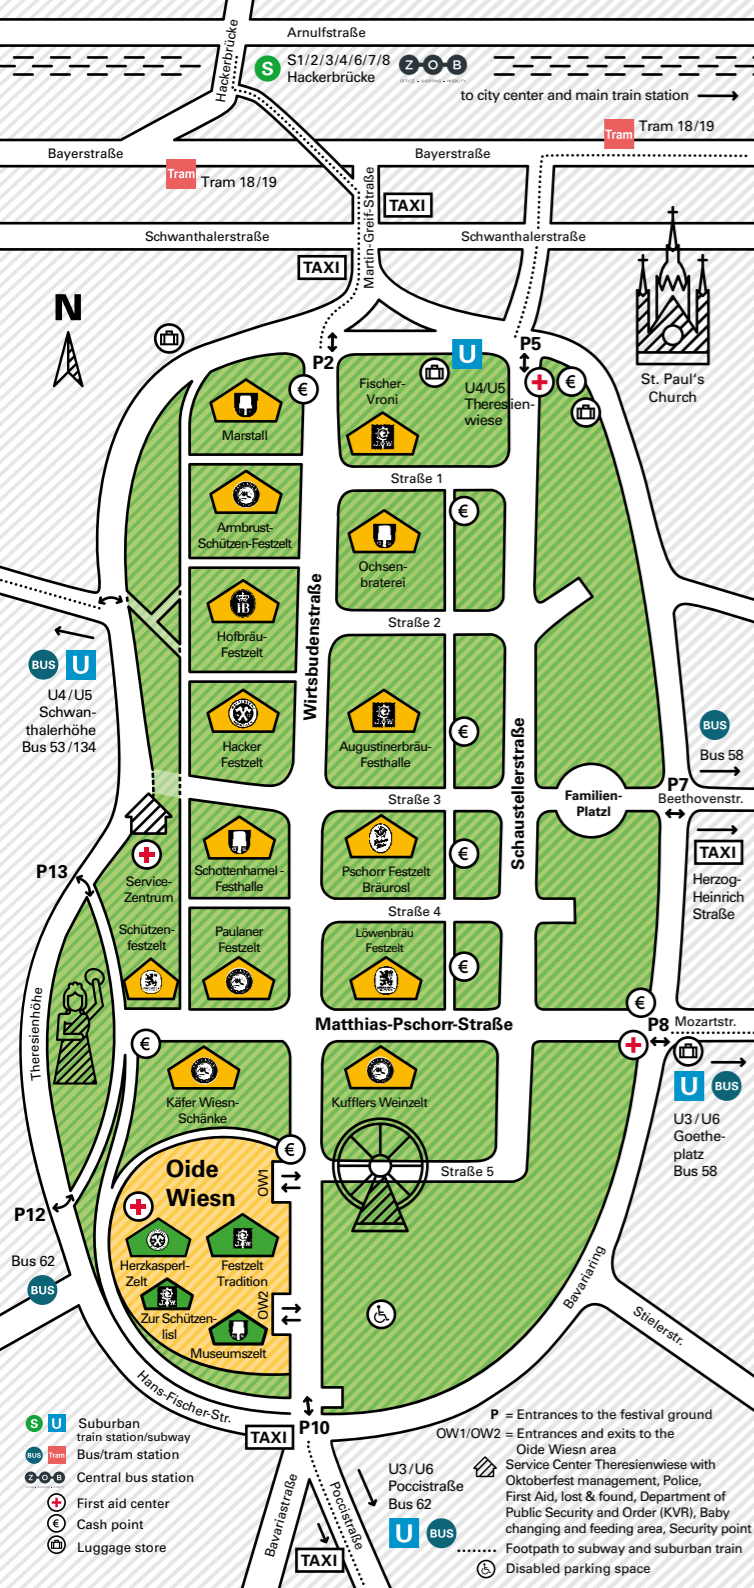 Arnulfstraße
Hackerbrücke
S
S1/2/3/4/6/7/8
Hackerbrücke
Z O B
to city center and main train station
Tram
Tram 18/19
Bayerstraße
Bayerstraße
Tram
Tram 18/19
Martin-Greif-Straße
TAXI
Schwanthalerstraße
Schwanthalerstraße
TAXI
N
P2
U
P5
U4/U5
Theresien-
wiese
St. Paul's
Church
€
€
Fischer-
Vroni
Marstall
Straße 1
€
Armbrust-
Schützen-Festzelt
Ochsen-
braterei
HB
Hofbräu-
Festzelt
Wirtsbudenstraße
Straße 2
BUS
U
U4/U5
Schwan-
thalerhöhe
Bus 53/134
Hacker
Festzelt
Augustinerbräu-
Festhalle
€
Schaustellerstraße
BUS
Bus 58
P7
Beethovenstr.
Familien-
Platzl
Straße 3
TAXI
Herzog-
Heinrich
Straße
P13
Service-
Zentrum
Schottenhamel-
Festhalle
Pschorr Festzelt
Bräurosl
€
Straße 4
Schützen-
festzelt
Paulaner
Festzelt
Löwenbräu
Festzelt
€
€
Theresienhöhe
Matthias-Pschorr-Straße
P8
Mozartstr.
€
U
BUS
U3/U6
Goethe-
platz
Bus 58
Käfer Wiesn-
Schänke
Kufflers Weinzelt
€
Oide
Wiesn
OW1
Straße 5
P12
Bus 62
BUS
Herzkasperl-
Zelt
Festzelt
Tradition
Zur Schützen-
lisl
OW2
Museumszelt
Bavariaring
Stielerstr.
Hans-Fischer-Str.
TAXI
P10
Bavariastraße
Poccistraße
TAXI
U3/U6
Poccistraße
Bus 62
U
BUS
S U Suburban
train station/subway
BUS Tram Bus/tram station
Z O B Central bus station
First aid center
€ Cash point
Luggage store
P = Entrances to the festival ground
OW1/OW2 = Entrances and exits to the
Oide Wiesn area
Service Center Theresienwiese with
Oktoberfest management, Police,
First Aid, lost & found, Department of
Public Security and Order (KVR), Baby
changing and feeding area, Security point
Footpath to subway and suburban train
Disabled parking space